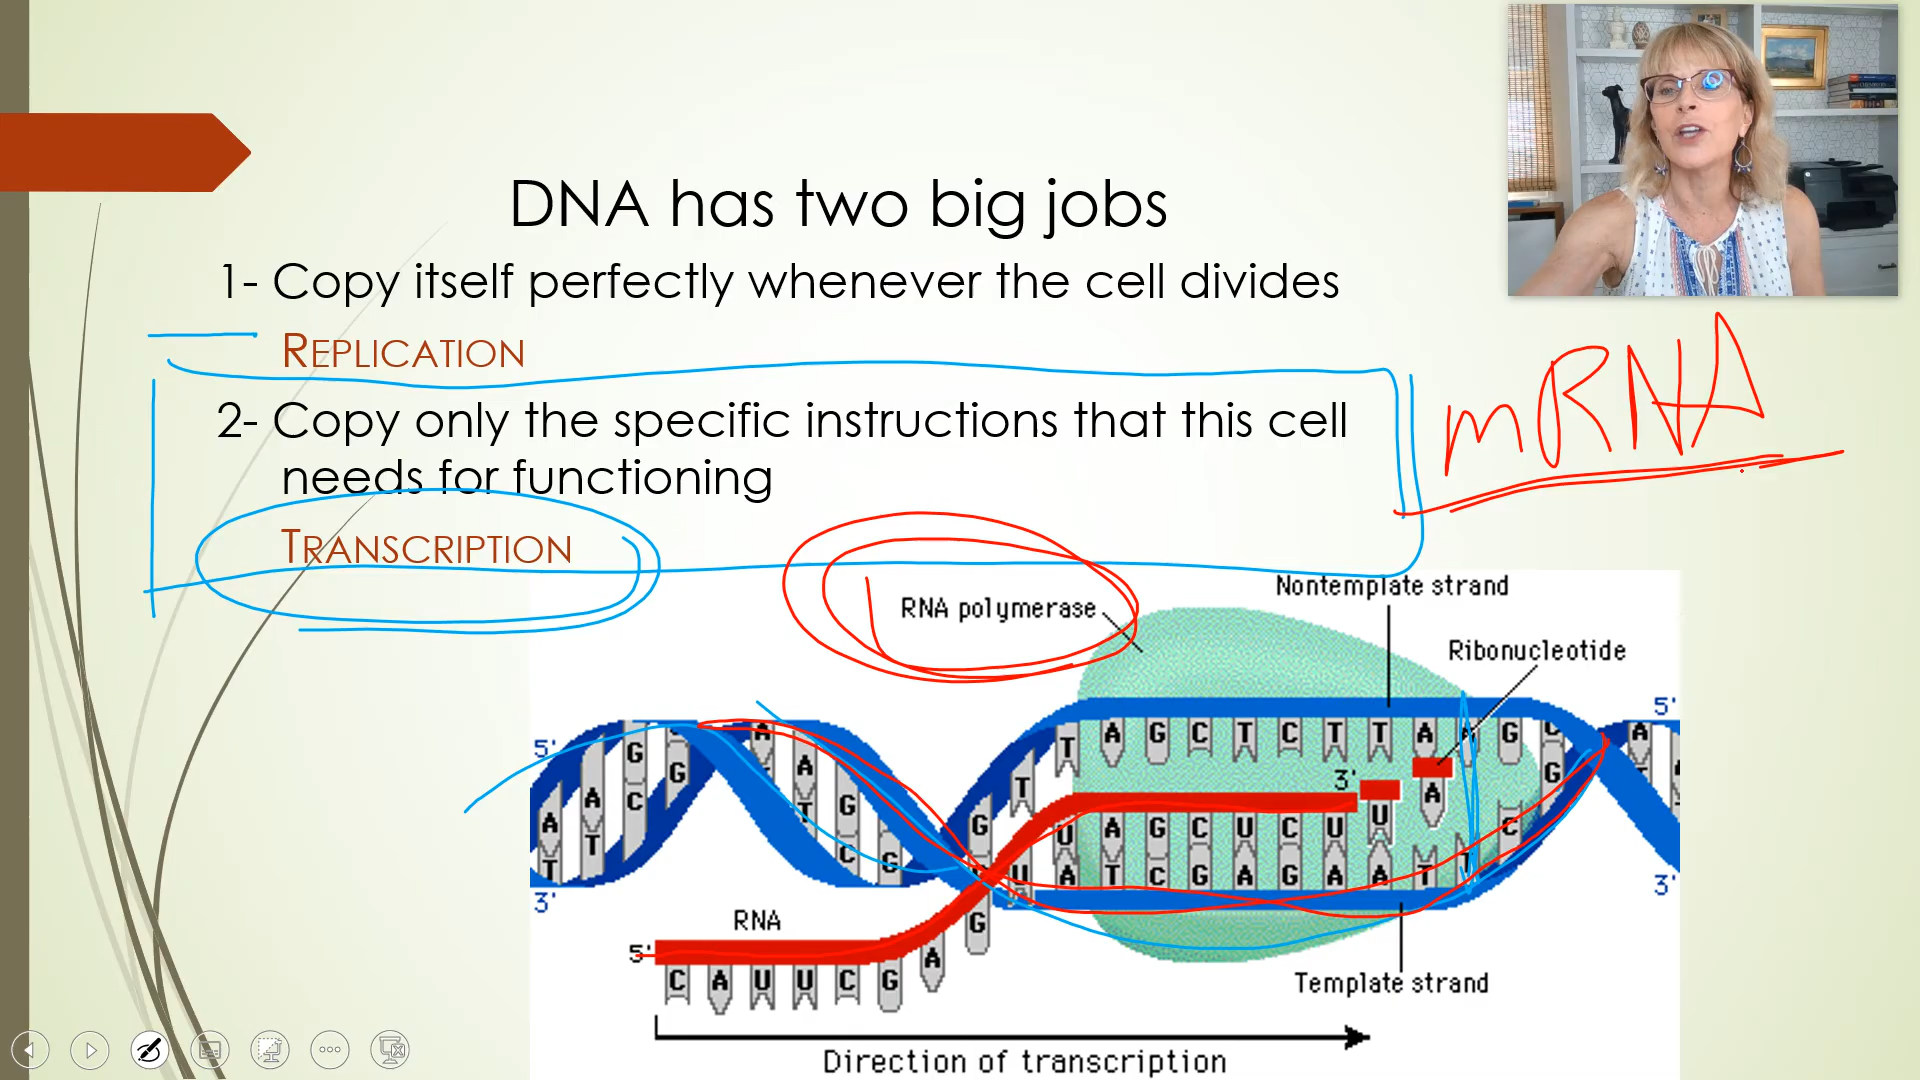 DNA has two big jobs
1- Copy itself perfectly whenever the cell divides
REPLICATION
2- Copy only the specific instructions that this cell
needs for functioning
TRANSCRIPTION
mRNA
Nontemplate strand
RNA polymerase
Ribonucleotide
5'
5'
T A G C T C T T A A G C
A A G G T
T G
3'
A U
A T C C A T G C C G
U A G C U C U
U A T C G A G A A T T C
3'
3'
RNA
5'
C A U U C G A G
Template strand
Direction of transcription